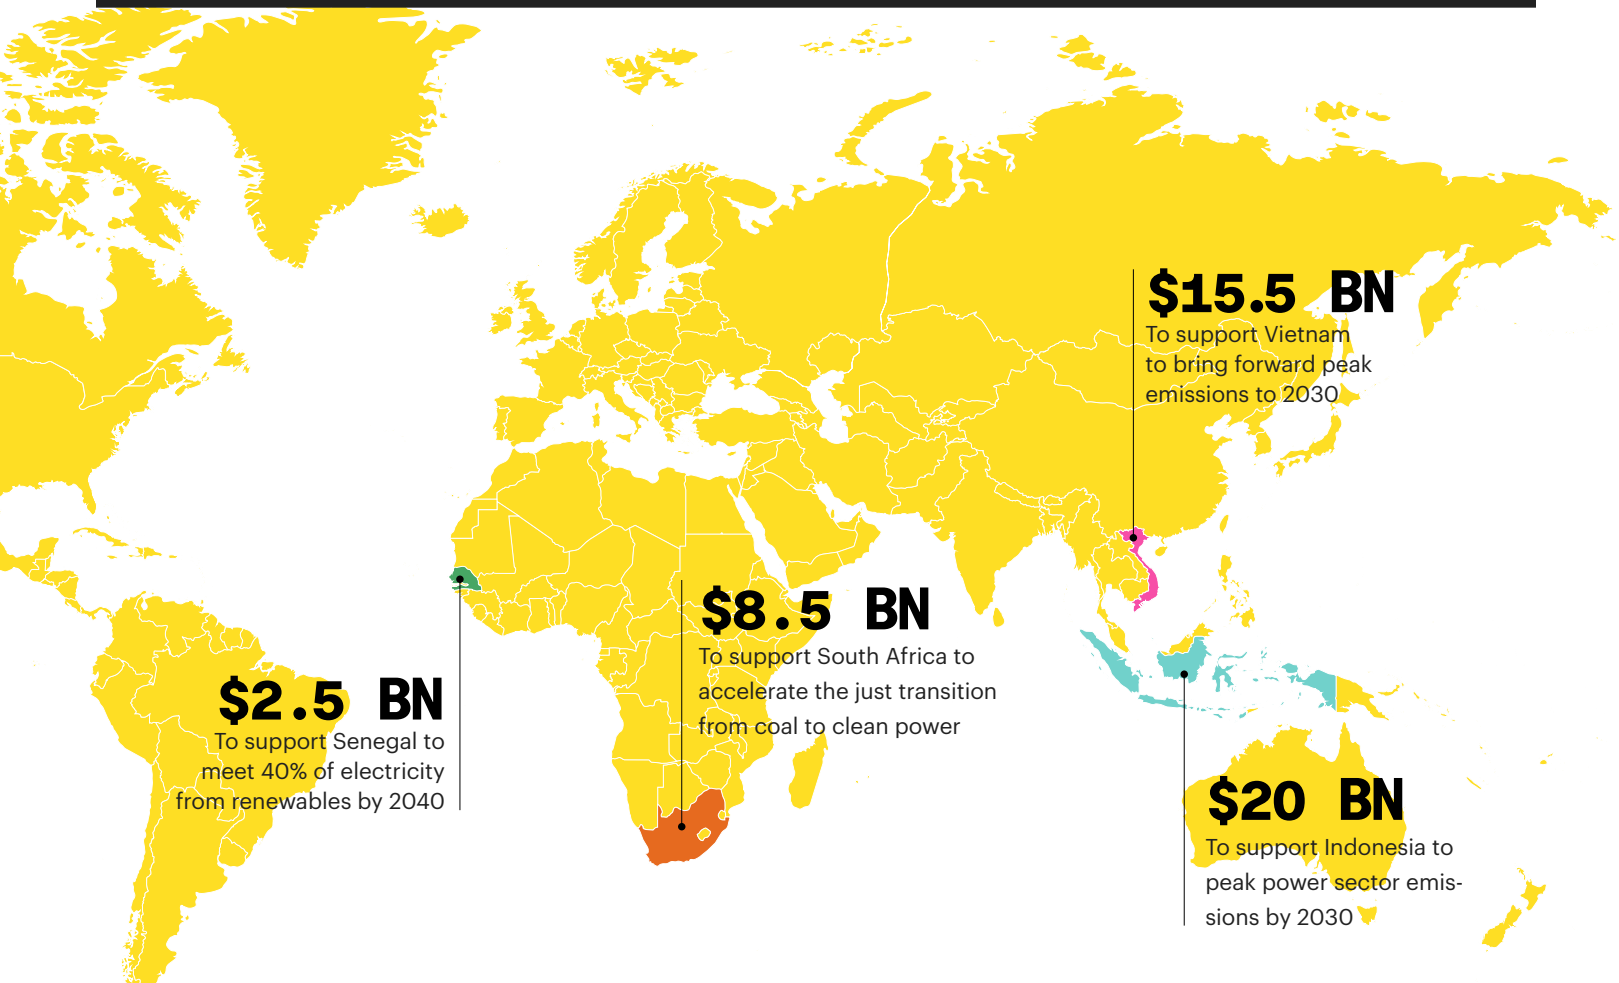 $15.5 BN
To support Vietnam
to bring forward peak
emissions to 2030
$8.5 BN
To support South Africa to
accelerate the just transition
from coal to clean power
$2.5 BN
To support Senegal to
meet 40% of electricity
from renewables by 2040
$20 BN
To support Indonesia to
peak power sector emis-
sions by 2030